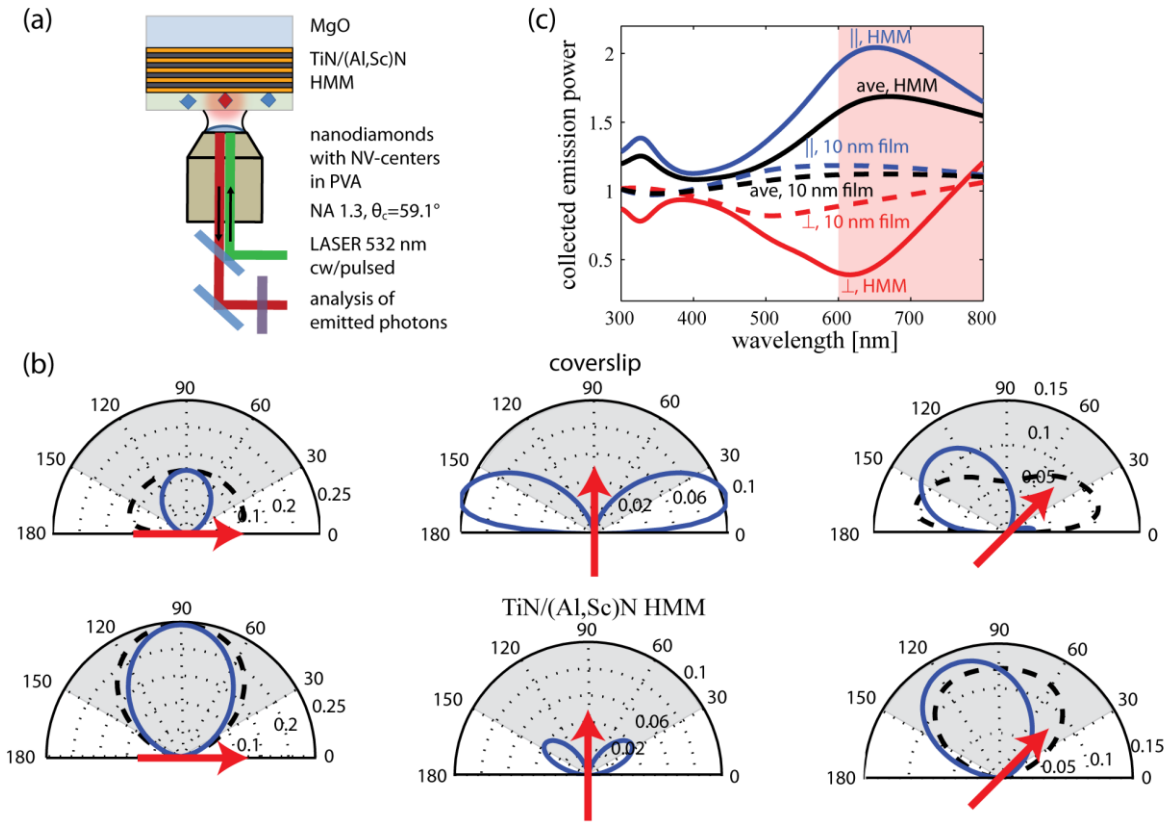 (a)
MgO
TiN/(Al,Sc)N
HMM
nanodiamonds
with NV-centers
in PVA
NA 1.3, θc=59.1°
LASER 532 nm
cw/pulsed
analysis of
emitted photons
(c)
collected emission power
2
1.5
1
0.5
||, HMM
ave, HMM
||, 10 nm film
ave, 10 nm film
⊥, 10 nm film
⊥, HMM
300 400 500 600 700 800
wavelength [nm]
(b)
coverslip
90
120 60
150 30
180 0
0.1 0.2 0.25
90
120 60
150 30
180 0
0.02 0.06 0.1
90 0.15
120 60
0.1
150 30
0.05
180 0
TiN/(Al,Sc)N HMM
90
120 60
150 30
0.25
0.2
0.1
180 0
90
120 60
0.1
150 30
0.06
0.02
180 0
90
120 60
150 30
0.15
0.1
0.05
180 0